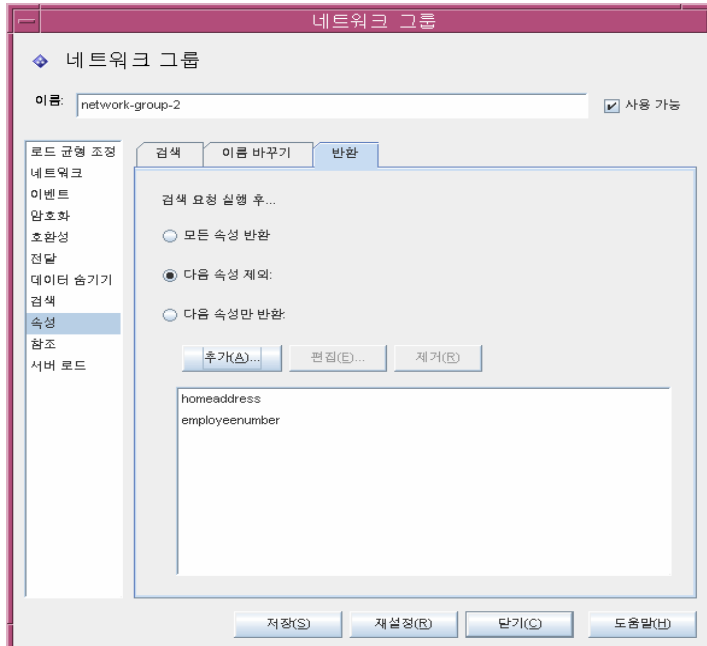 네트워크 그룹
네트워크 그룹
이름: network-group-2 사용 가능
로드 균형 조정
네트워크
이벤트
암호화
호환성
전달
데이터 숨기기
검색
속성
참조
서버 로드
검색 이름 바꾸기 반환
검색 요청 실행 후...
모든 속성 반환
다음 속성 제외:
다음 속성만 반환:
추가(A)... 편집(E)... 제거(R)
homeaddress
employeenumber
저장(S) 재설정(R) 닫기(C) 도움말(H)